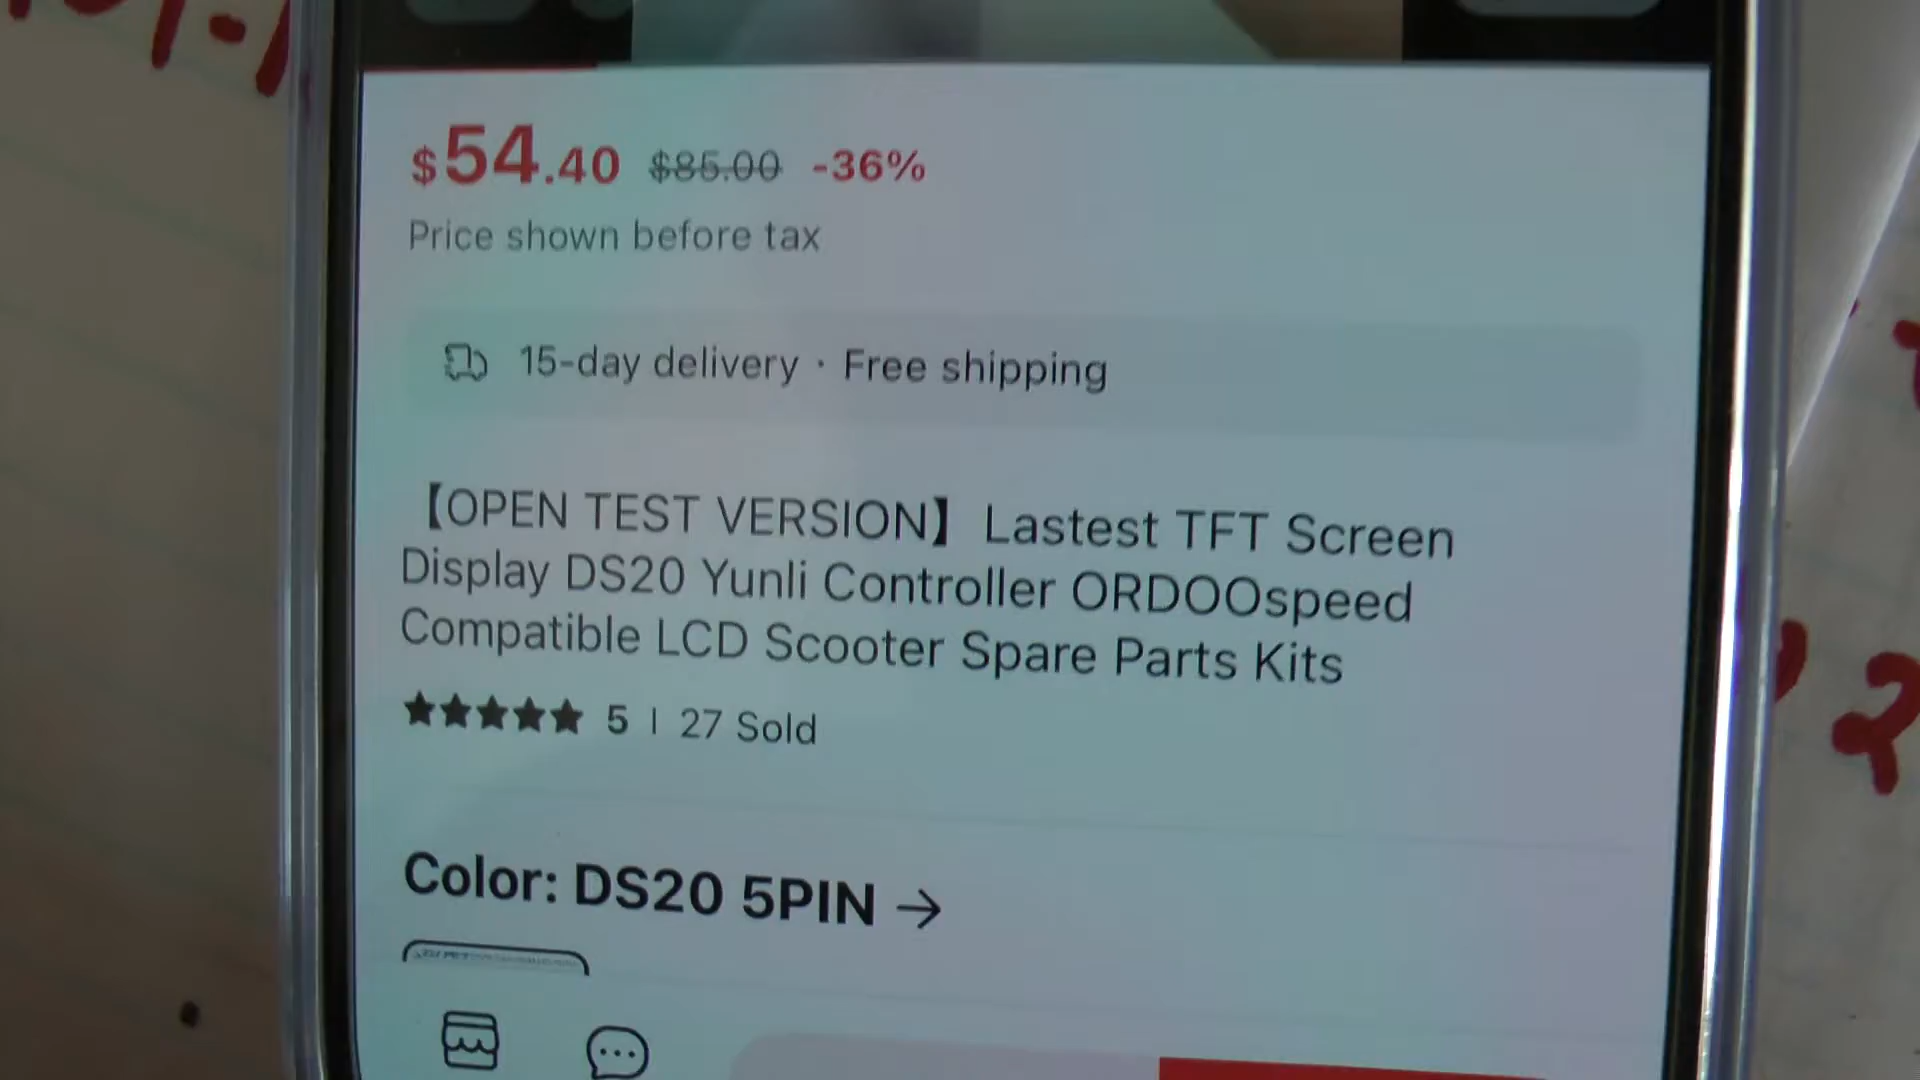 $54.40 $85.00 -36%
Price shown before tax
15-day delivery · Free shipping
【OPEN TEST VERSION】 Lastest TFT Screen
Display DS20 Yunli Controller ORDOOspeed
Compatible LCD Scooter Spare Parts Kits
★★★★★ 5 | 27 Sold
Color: DS20 5PIN →
2